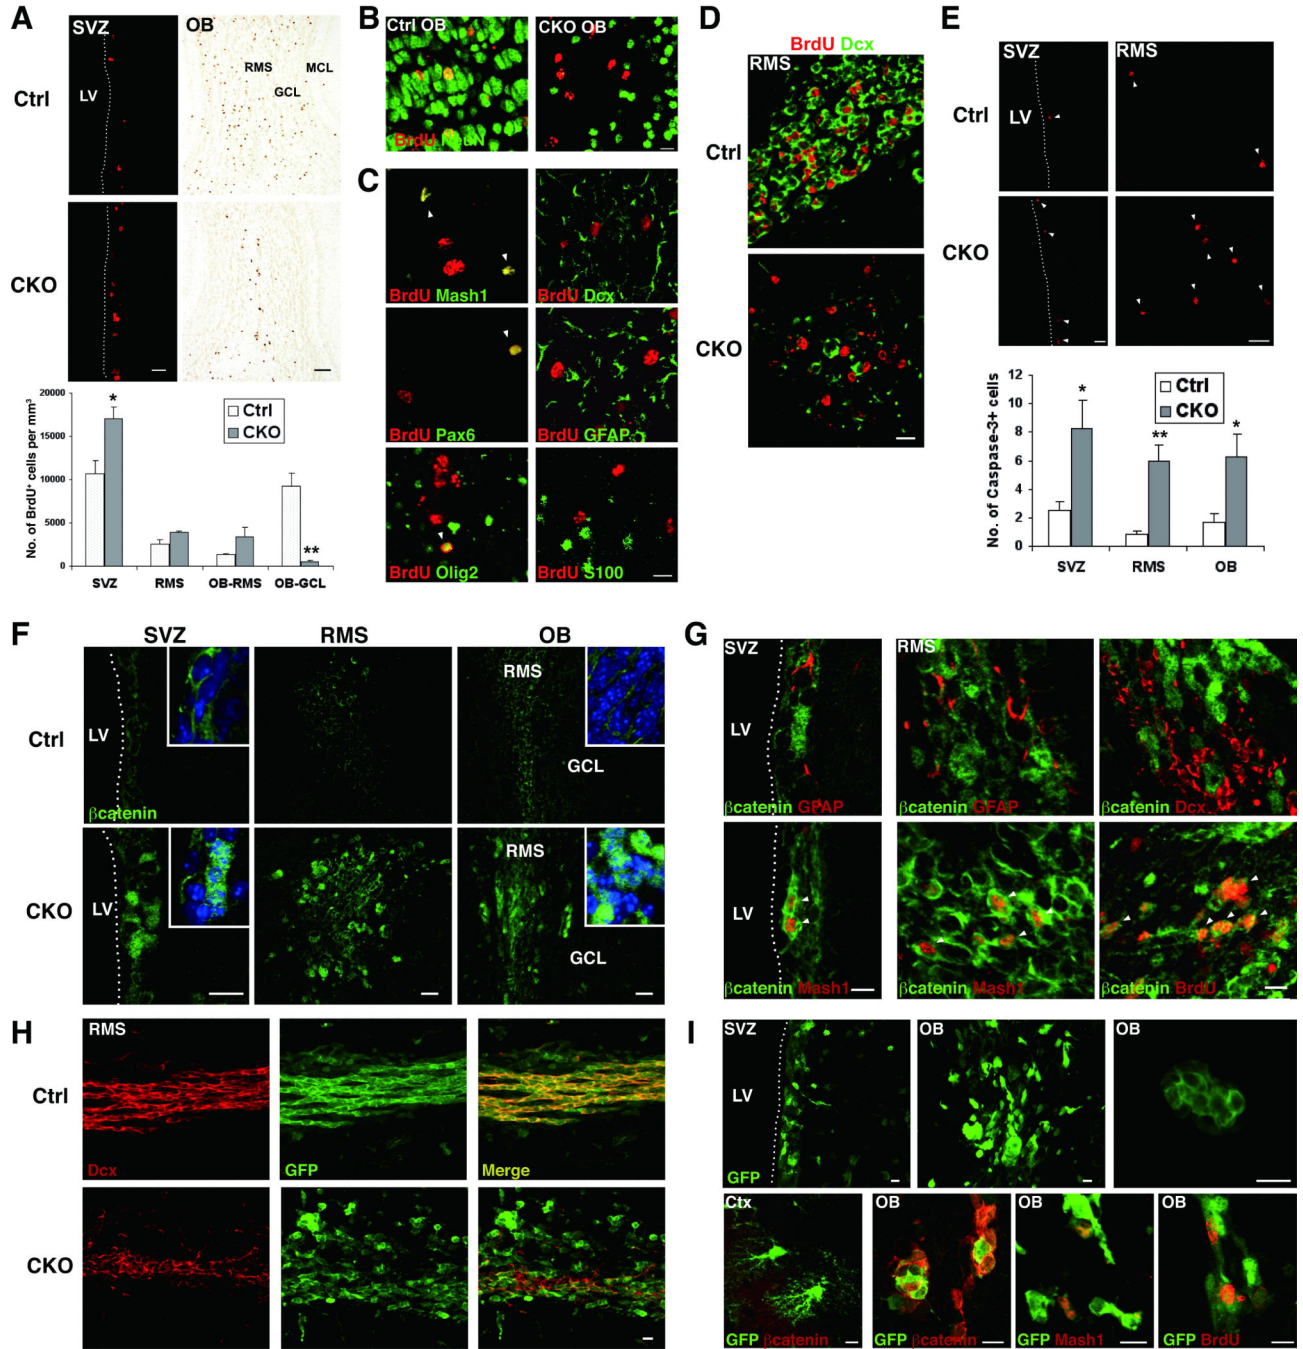 A
SVZ
OB
RMS
MCL
GCL
LV
Ctrl
CKO
No. of BrdU+ cells per mm3
20000
15000
10000
5000
0
Ctrl
CKO
*
**
SVZ
RMS
OB-RMS
OB-GCL
B
Ctrl OB
CKO OB
BrdU NeuN
C
BrdU Mash1
BrdU Dcx
BrdU Pax6
BrdU GFAP
BrdU Olig2
BrdU S100
D
BrdU Dcx
RMS
Ctrl
CKO
E
SVZ
RMS
Ctrl
LV
CKO
No. of Caspase-3+ cells
12
10
8
6
4
2
0
Ctrl
CKO
*
**
*
SVZ
RMS
OB
F
SVZ
RMS
OB
Ctrl
LV
RMS
GCL
βcatenin
CKO
LV
RMS
GCL
G
SVZ
RMS
LV
βcatenin GFAP
βcatenin GFAP
βcatenin Dcx
LV
βcatenin Mash1
βcatenin Mash1
βcatenin BrdU
H
RMS
Ctrl
Dcx
GFP
Merge
CKO
I
SVZ
OB
OB
LV
GFP
Ctx
OB
OB
OB
GFP βcatenin
GFP βcatenin
GFP Mash1
GFP BrdU